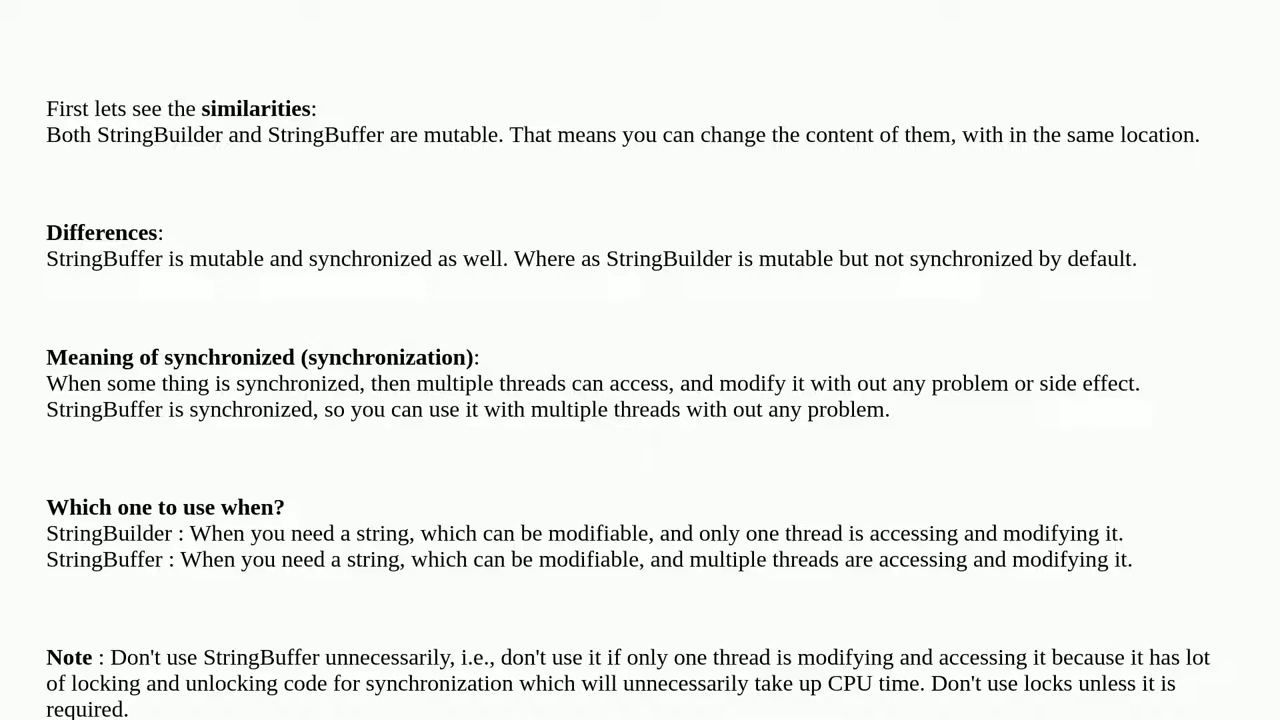 First lets see the similarities:
Both StringBuilder and StringBuffer are mutable. That means you can change the content of them, with in the same location.
Differences:
StringBuffer is mutable and synchronized as well. Where as StringBuilder is mutable but not synchronized by default.
Meaning of synchronized (synchronization):
When some thing is synchronized, then multiple threads can access, and modify it with out any problem or side effect.
StringBuffer is synchronized, so you can use it with multiple threads with out any problem.
Which one to use when?
StringBuilder : When you need a string, which can be modifiable, and only one thread is accessing and modifying it.
StringBuffer : When you need a string, which can be modifiable, and multiple threads are accessing and modifying it.
Note : Don't use StringBuffer unnecessarily, i.e., don't use it if only one thread is modifying and accessing it because it has lot
of locking and unlocking code for synchronization which will unnecessarily take up CPU time. Don't use locks unless it is
required.